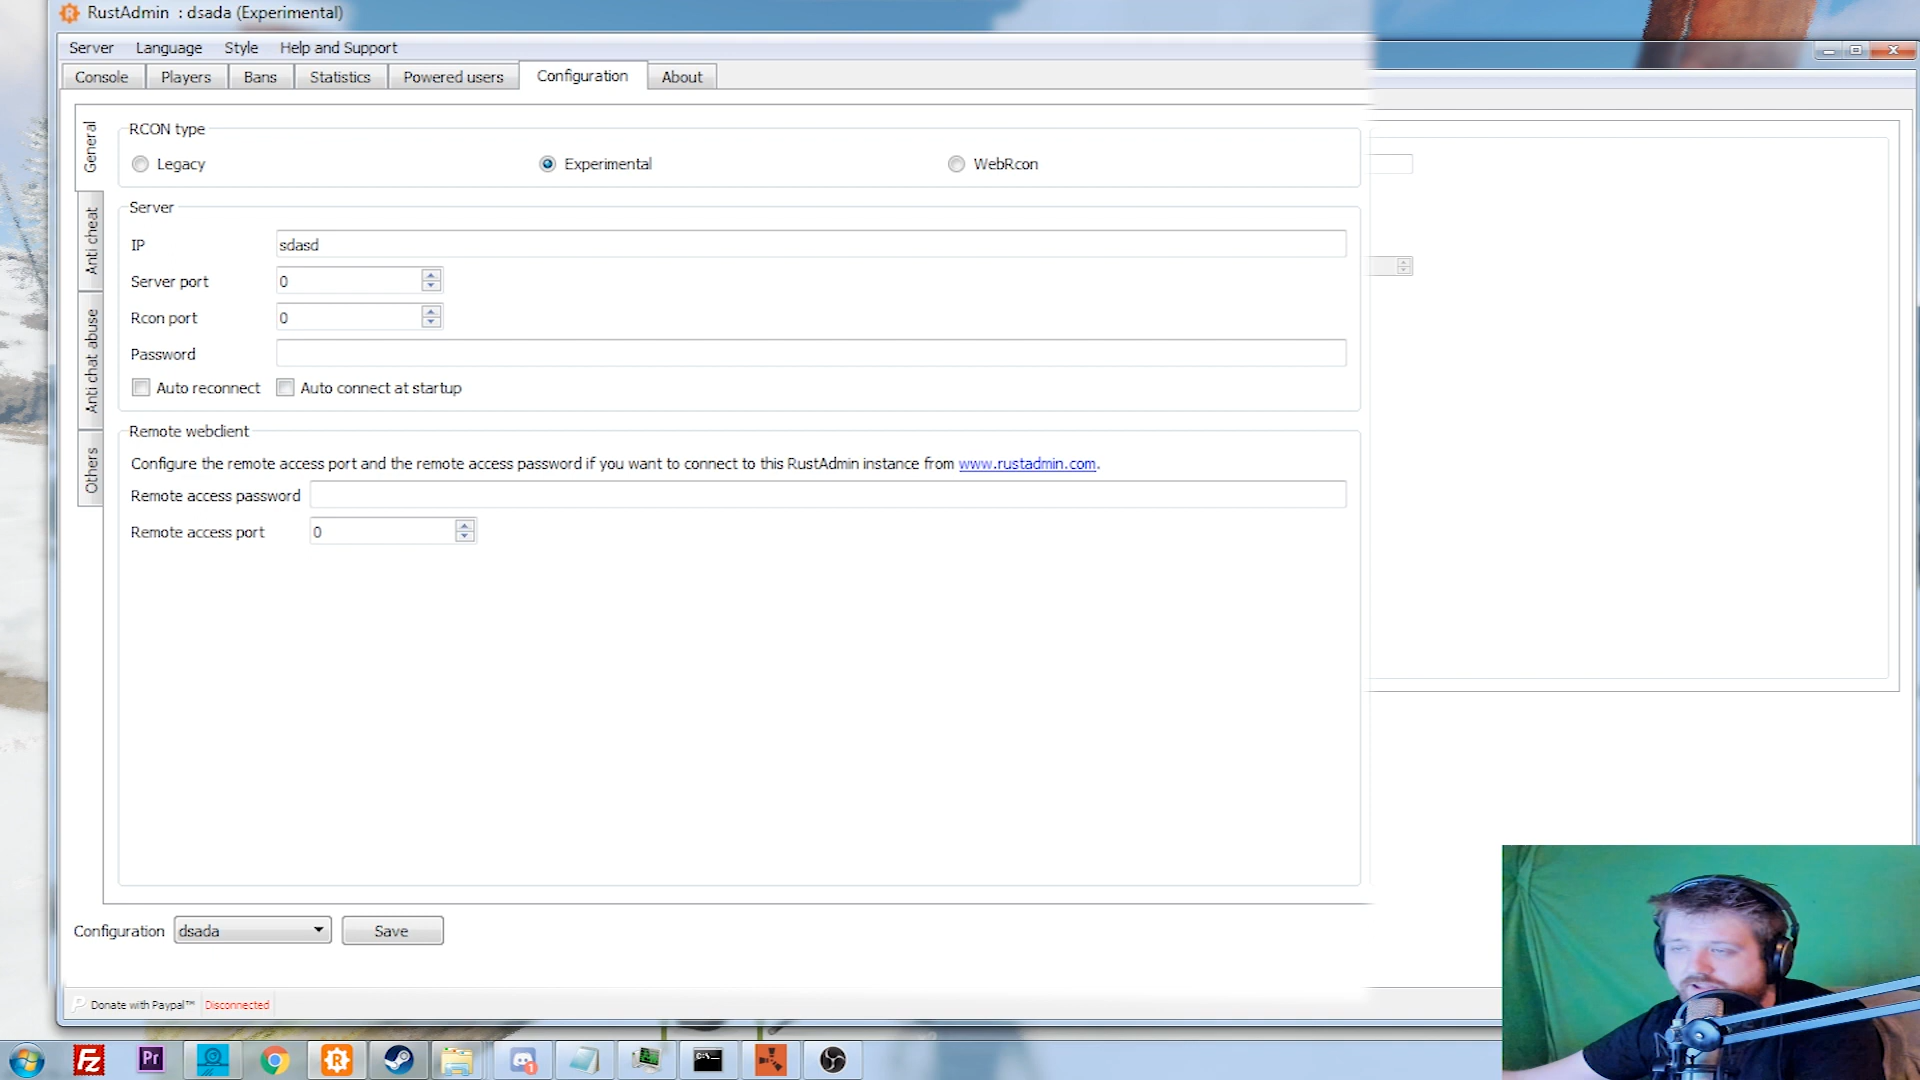 RustAdmin : dsada (Experimental)
Server Language Style Help and Support
Console Players Bans Statistics Powered users Configuration About
General
Anti cheat
Anti chat abuse
Others
RCON type
Legacy Experimental WebRcon
Server
IP sdasd
Server port 0
Rcon port 0
Password
Auto reconnect Auto connect at startup
Remote webclient
Configure the remote access port and the remote access password if you want to connect to this RustAdmin instance from www.rustadmin.com.
Remote access password
Remote access port 0
Configuration dsada Save
Donate with Paypal™ Disconnected
Fz Pr R C:\ 1